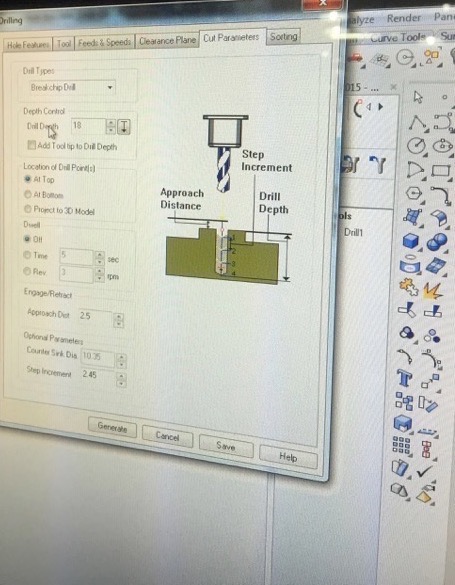 Drilling
Analyze Render Pane
Hole Features Tool Feeds & Speeds Clearance Plane Cut Parameters Sorting
Curve Tools Sur
Drill Types
Breakchip Drill
015 - ...
Depth Control
Drill Depth 18
Add Tool tip to Drill Depth
Location of Drill Point(s)
At Top
At Bottom
Project to 3D Model
Dwell
Off
Time 5 sec
Rev. 3 rpm
Engage/Retract
Approach Dist 2.5
Optional Parameters
Counter Sink Dia. 10.35
Step Increment 2.45
Step
Increment
Approach
Distance
Drill
Depth
ols
Drill1
Generate Cancel Save Help